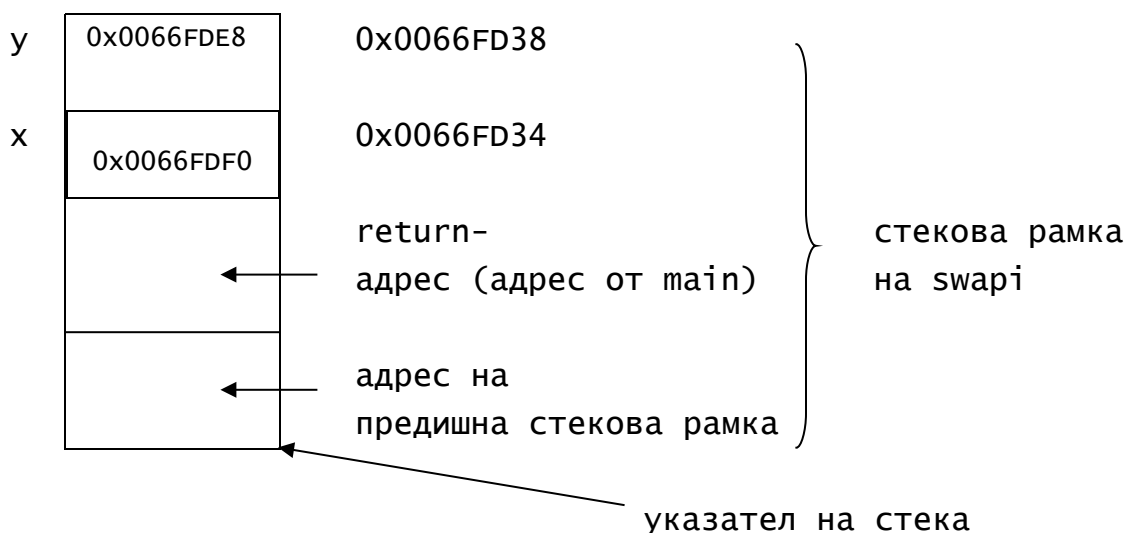 y 0x0066FDE8 0x0066FD38
x 0x0066FDF0 0x0066FD34
return-
адрес (адрес от main)
стекова рамка
на swapi
адрес на
предишна стекова рамка
указател на стека